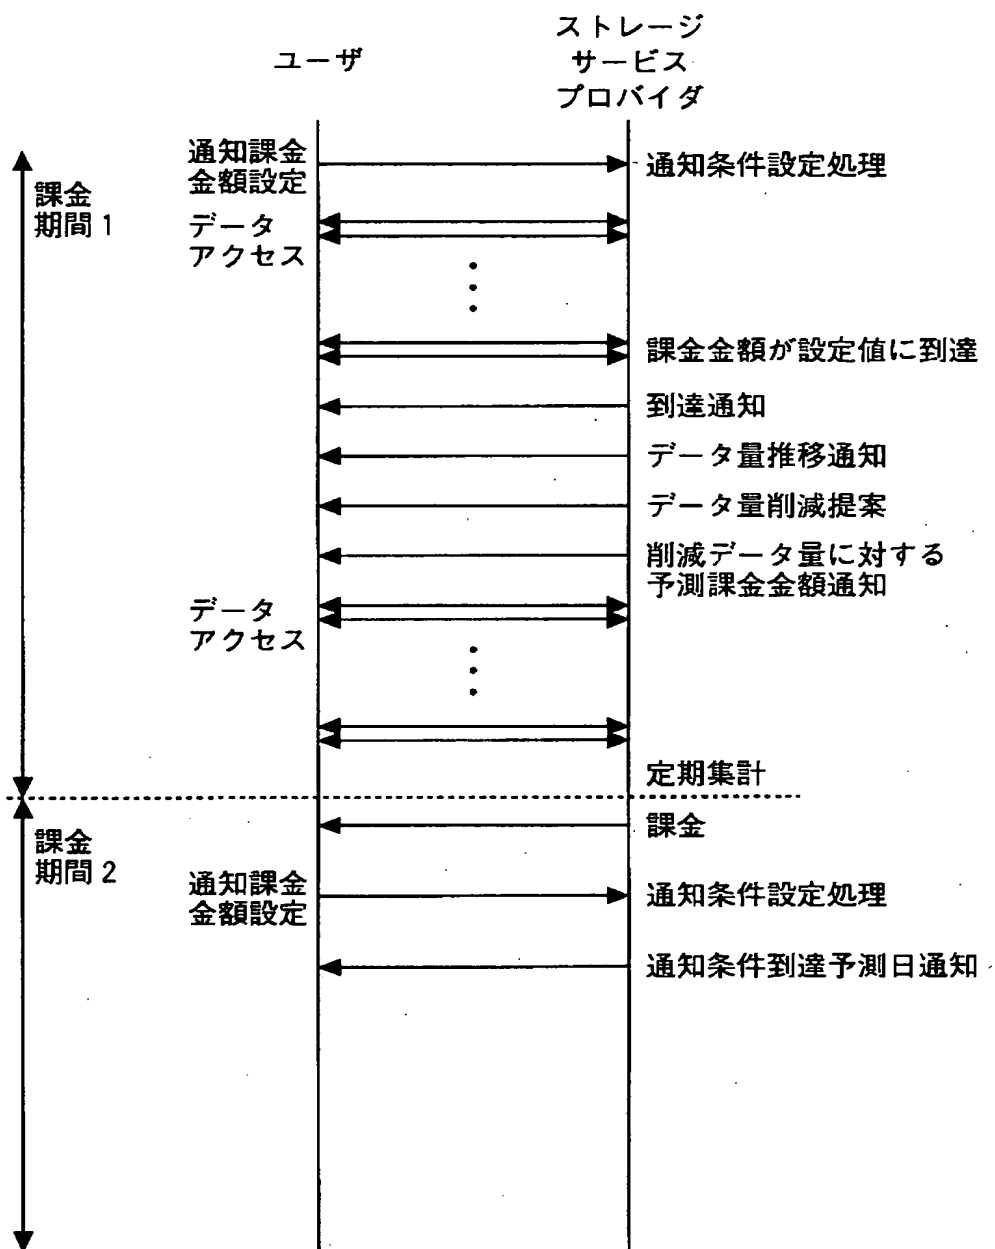 ユーザ
ストレージ
サービス
プロバイダ
課金
期間1
通知課金
金額設定
通知条件設定処理
データ
アクセス
課金金額が設定値に到達
到達通知
データ量推移通知
データ量削減提案
削減データ量に対する
予測課金金額通知
データ
アクセス
定期集計
課金
期間2
課金
通知課金
金額設定
通知条件設定処理
通知条件到達予測日通知